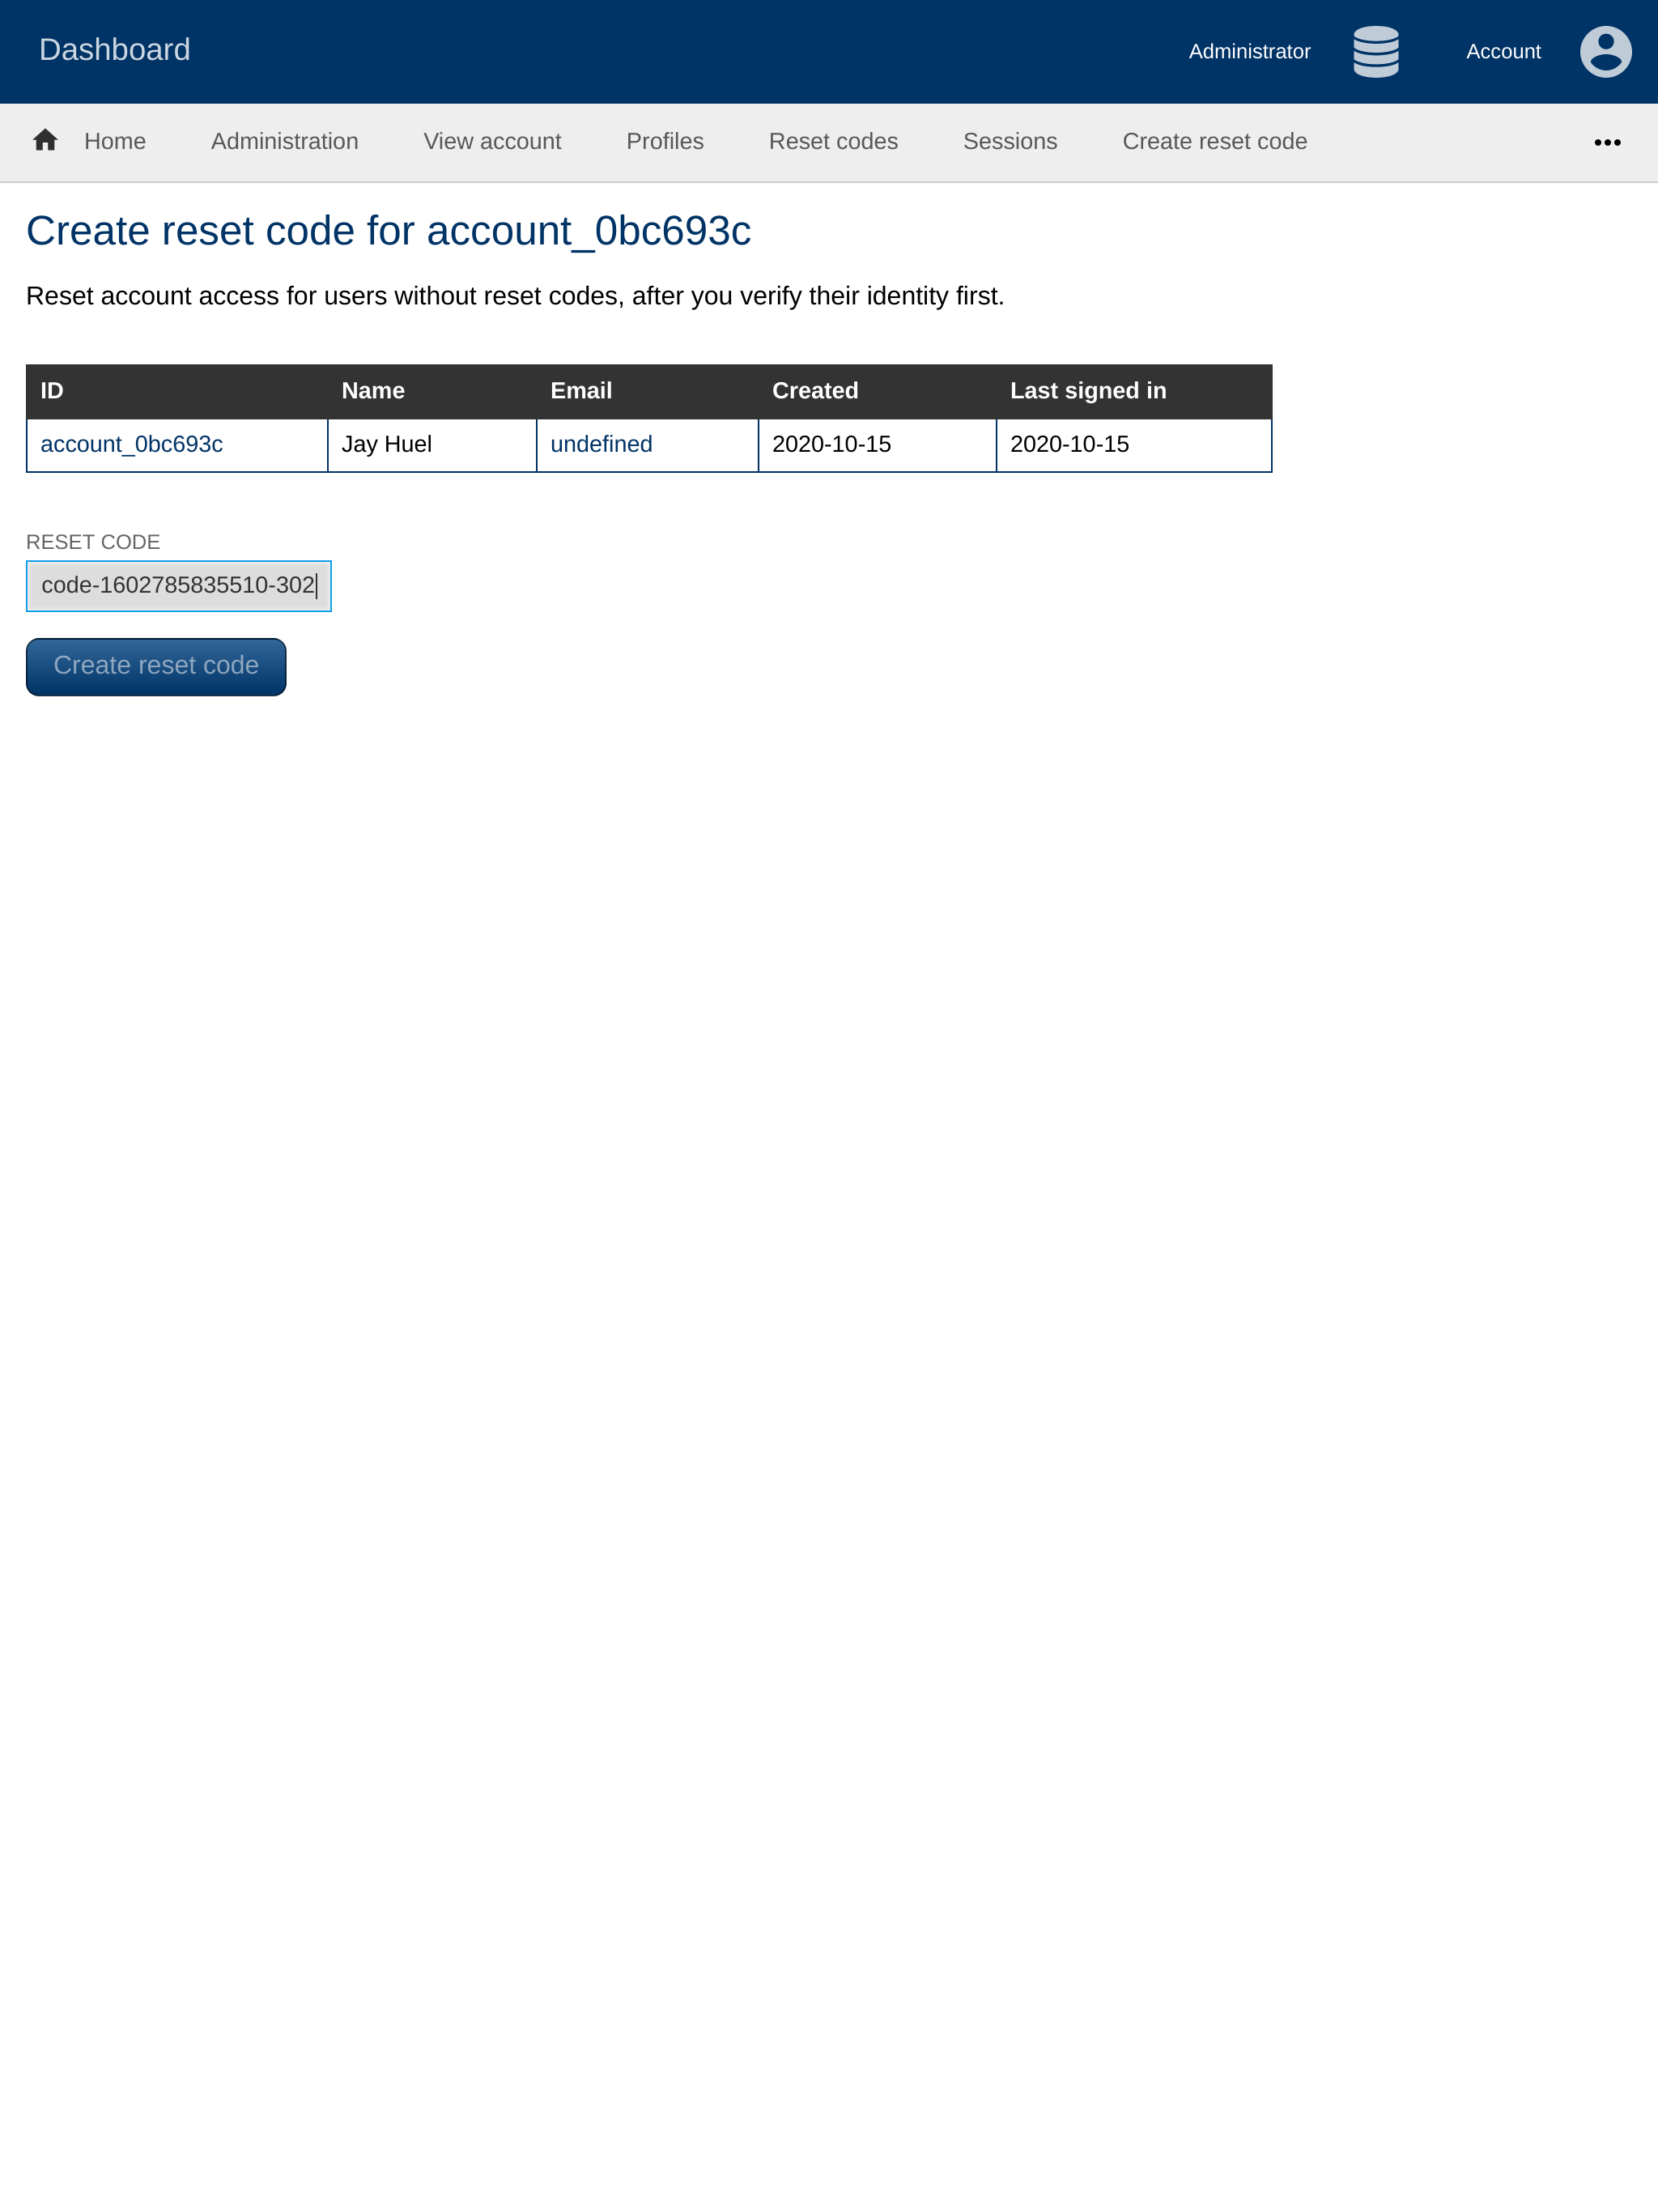 Dashboard
Administrator
Account
Home Administration View account Profiles Reset codes Sessions Create reset code
Create reset code for account_0bc693c
Reset account access for users without reset codes, after you verify their identity first.
ID Name Email Created Last signed in
account_0bc693c Jay Huel undefined 2020-10-15 2020-10-15
RESET CODE
code-1602785835510-302
Create reset code